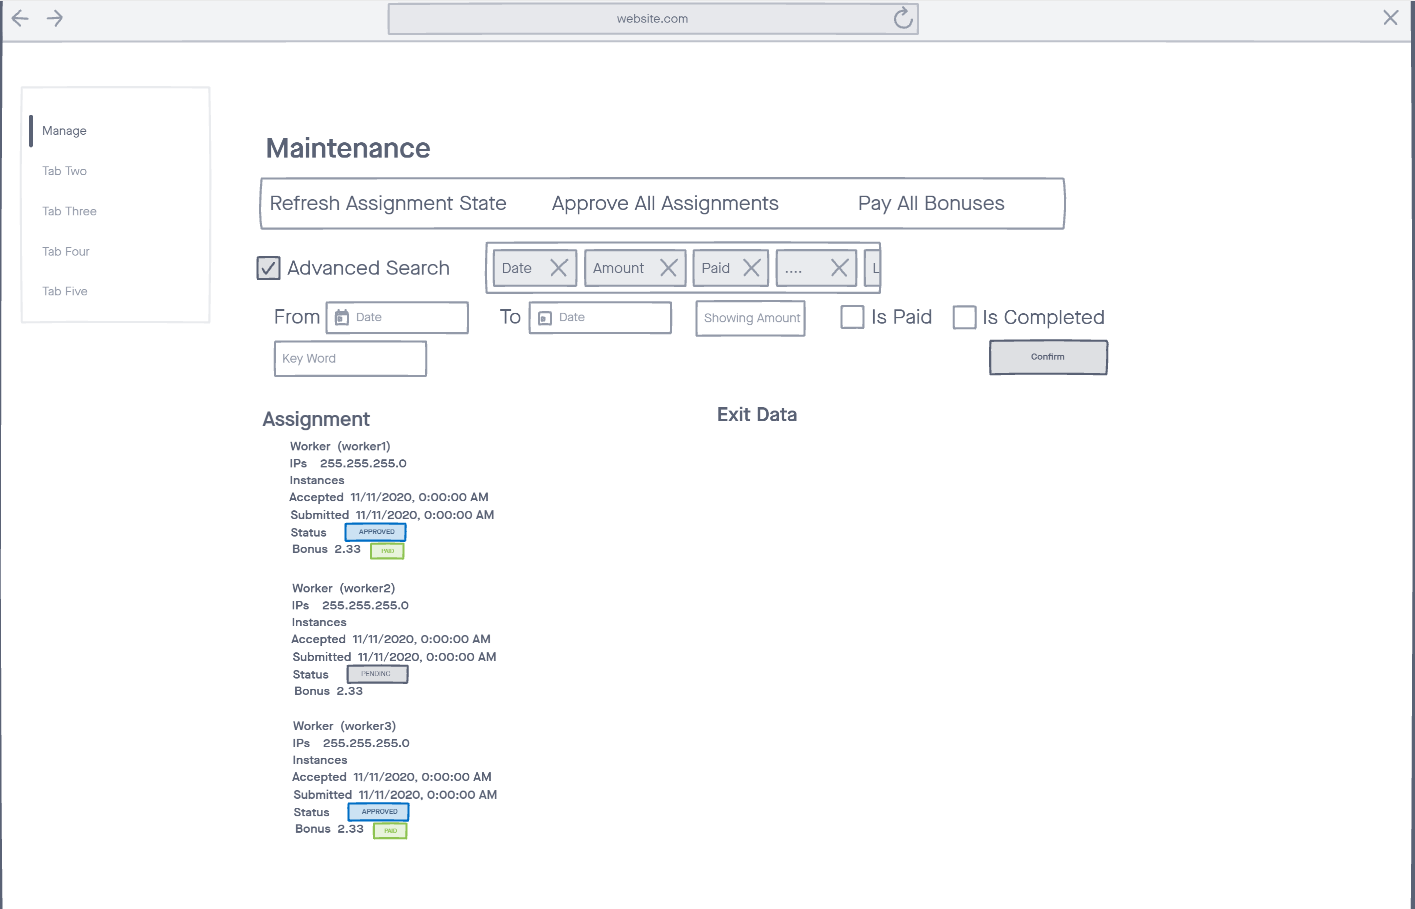 website.com
Manage
Tab Two
Tab Three
Tab Four
Tab Five
Maintenance
Refresh Assignment State Approve All Assignments Pay All Bonuses
Advanced Search Date Amount Paid .... L
From Date To Date Showing Amount Is Paid Is Completed
Key Word Confirm
Assignment Exit Data
Worker (worker1)
IPs 255.255.255.0
Instances
Accepted 11/11/2020, 0:00:00 AM
Submitted 11/11/2020, 0:00:00 AM
Status APPROVED
Bonus 2.33 PAID
Worker (worker2)
IPs 255.255.255.0
Instances
Accepted 11/11/2020, 0:00:00 AM
Submitted 11/11/2020, 0:00:00 AM
Status PENDING
Bonus 2.33
Worker (worker3)
IPs 255.255.255.0
Instances
Accepted 11/11/2020, 0:00:00 AM
Submitted 11/11/2020, 0:00:00 AM
Status APPROVED
Bonus 2.33 PAID